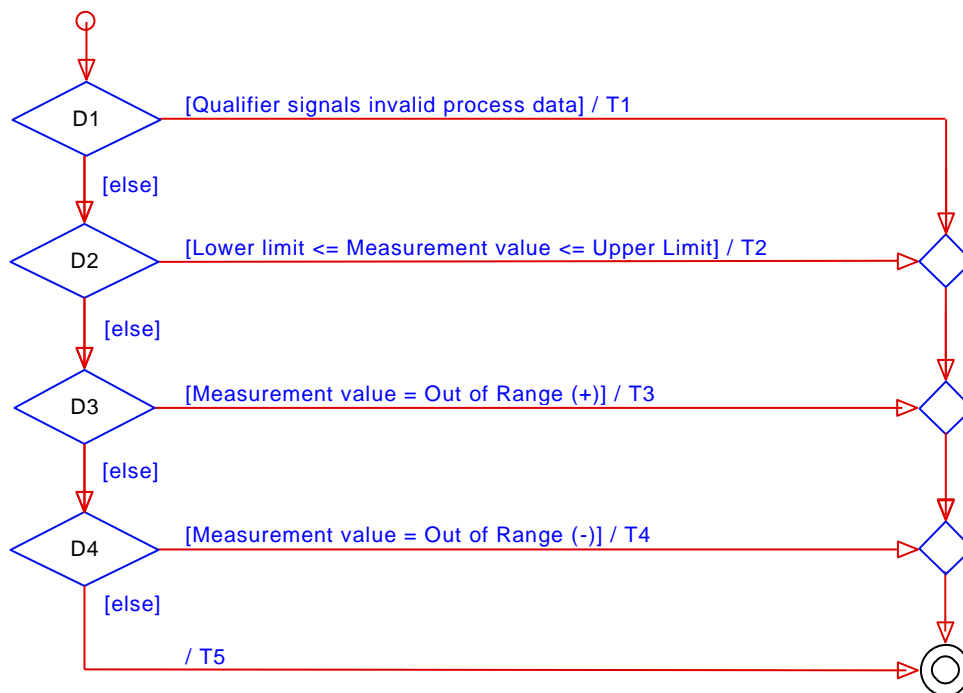 D1
[Qualifier signals invalid process data] / T1
[else]
D2
[Lower limit <= Measurement value <= Upper Limit] / T2
[else]
D3
[Measurement value = Out of Range (+)] / T3
[else]
D4
[Measurement value = Out of Range (-)] / T4
[else]
/ T5